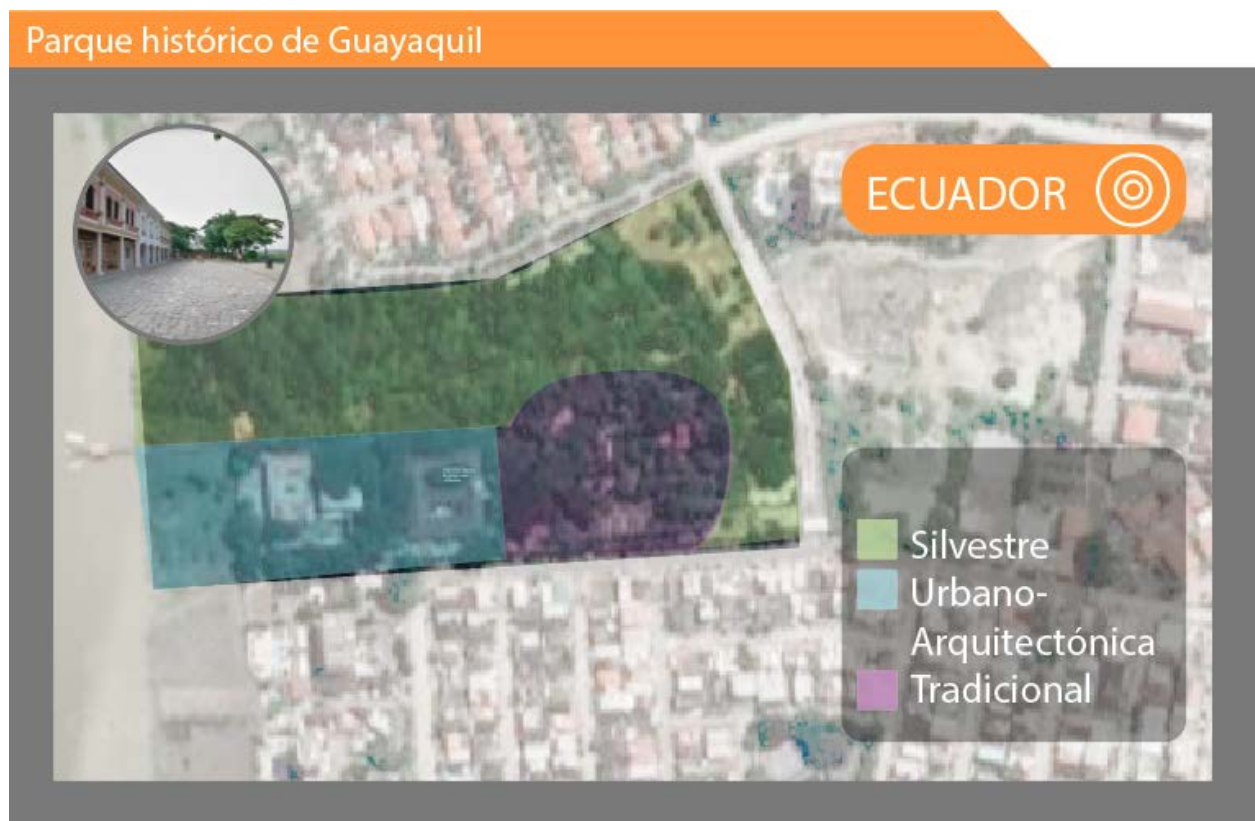 Parque histórico de Guayaquil
ECUADOR
Silvestre
Urbano-
Arquitectónica
Tradicional